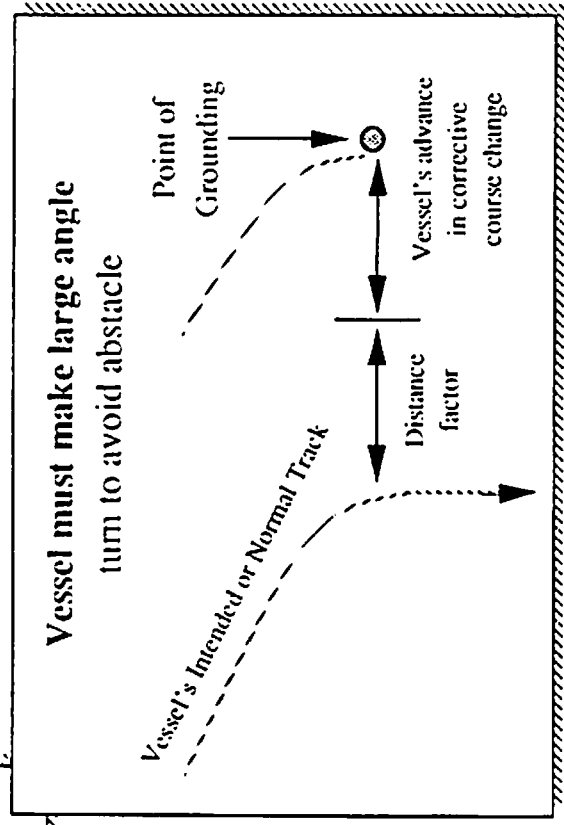 Vessel must make large angle
turn to avoid abstacle
Point of
Grounding
Vessel's Intended or Normal Track
Distance
factor
Vessel's advance
in corrective
course change